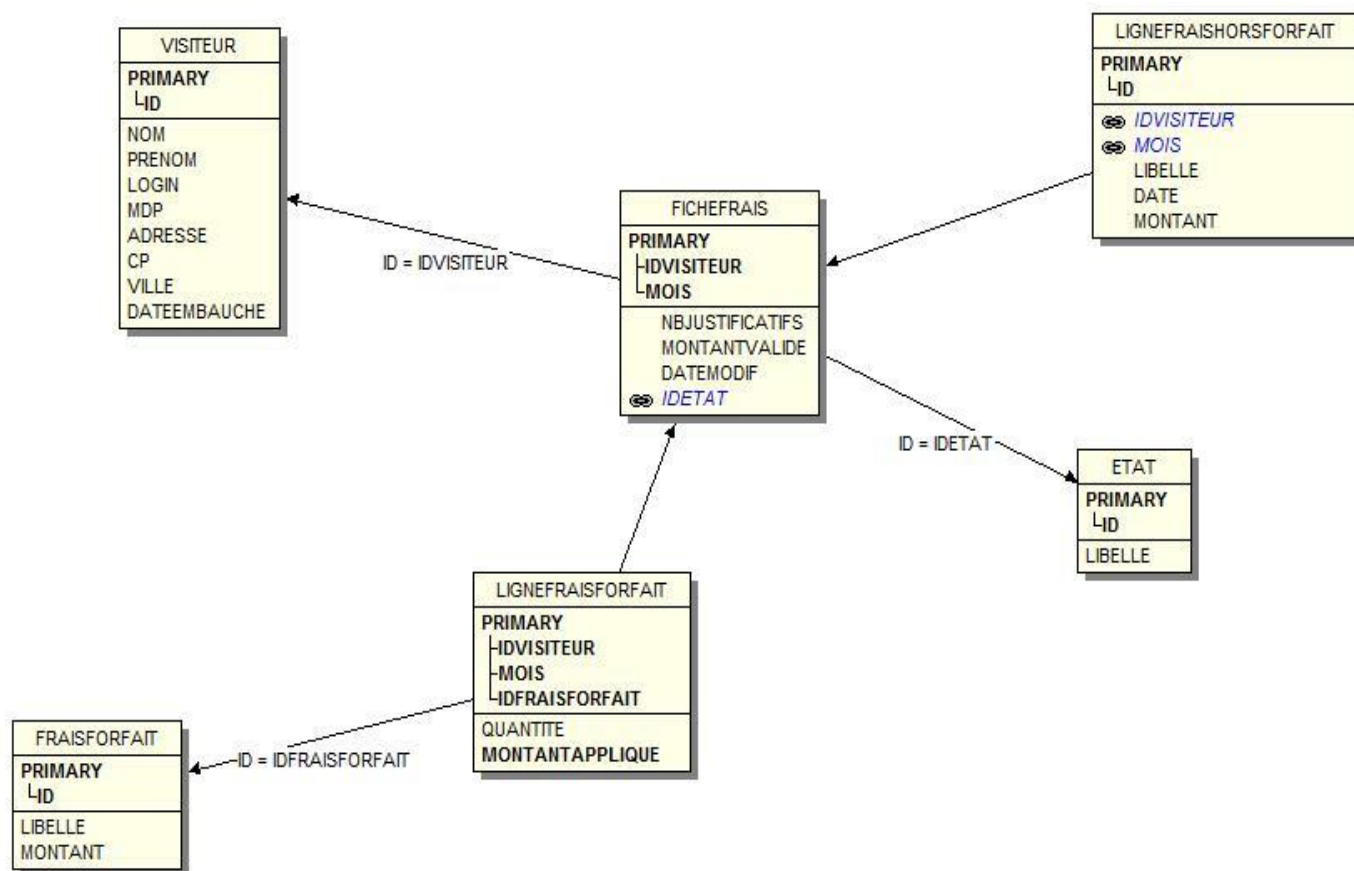 VISITEUR
PRIMARY
ID
NOM
PRENOM
LOGIN
MDP
ADRESSE
CP
VILLE
DATEEMBAUCHE
ID = IDVISITEUR
FICHEFRAIS
PRIMARY
IDVISITEUR
MOIS
NBJUSTIFICATIFS
MONTANTVALIDE
DATEMODIF
IDETAT
LIGNEFRAISHORSFORFAIT
PRIMARY
ID
IDVISITEUR
MOIS
LIBELLE
DATE
MONTANT
ID = IDETAT
ETAT
PRIMARY
ID
LIBELLE
LIGNEFRAISFORFAIT
PRIMARY
IDVISITEUR
MOIS
IDFRAISFORFAIT
QUANTITE
MONTANTAPPLIQUE
ID = IDFRAISFORFAIT
FRAISFORFAIT
PRIMARY
ID
LIBELLE
MONTANT